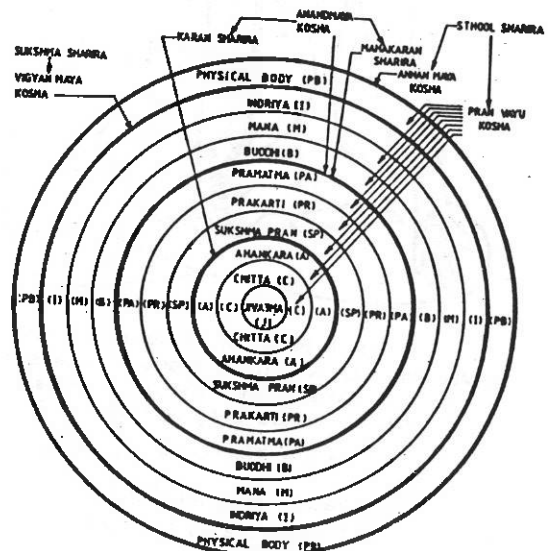 ANANDMAYA
KOSHA
KARAN SHARIRA
STHOOL SHARIRA
MAHAKARAN
SHARIRA
SUKSHMA SHARIRA
ANMAN MAYA
KOSHA
VIGYAN MAYA
KOSHA
PRAN VAYU
KOSHA
PHYSICAL BODY (PB)
INDRIYA (I)
MANA (M)
BUDDHI (B)
PRAMATMA (PA)
PRAKARTI (PR)
SUKSHMA PRAN (SP)
AHANKARA (A)
CHITTA (C)
(PB) (I) (M) (B) (PA) (PR) (SP) (A) (C) JIVATMA (C) (A) (SP) (PR) (PA) (B) (M) (I) (PB)
(J)
CHITTA (C)
AHANKARA (A)
SUKSHMA PRAN (SP)
PRAKARTI (PR)
PRAMATMA (PA)
BUDDHI (B)
MANA (M)
INDRIYA (I)
PHYSICAL BODY (PB)